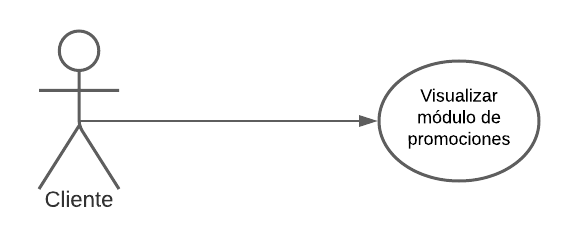 Visualizar
módulo de
promociones
Cliente